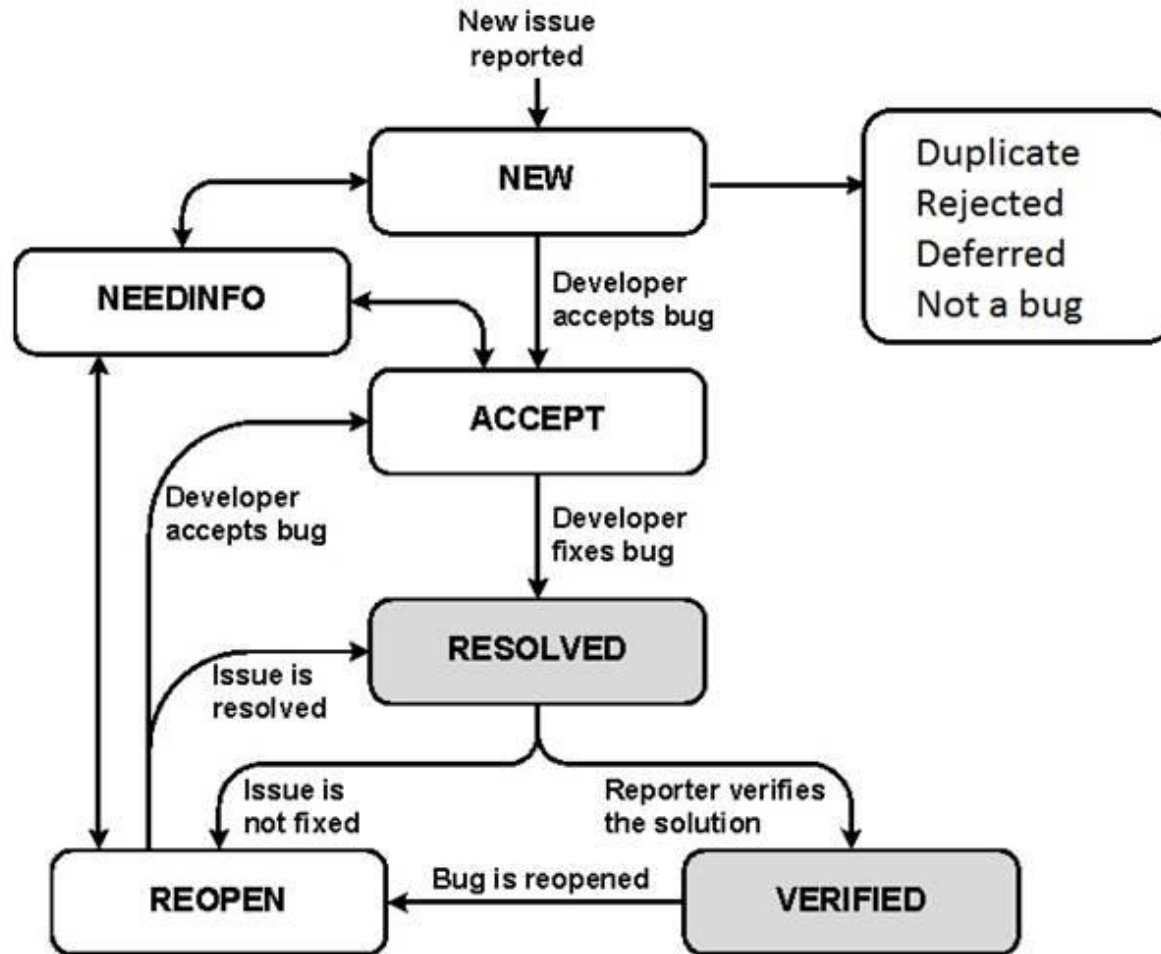 New issue
reported
NEW
Duplicate
Rejected
Deferred
Not a bug
NEEDINFO
Developer
accepts bug
ACCEPT
Developer
accepts bug
Developer
fixes bug
RESOLVED
Issue is
resolved
Issue is
not fixed
Reporter verifies
the solution
REOPEN
Bug is reopened
VERIFIED